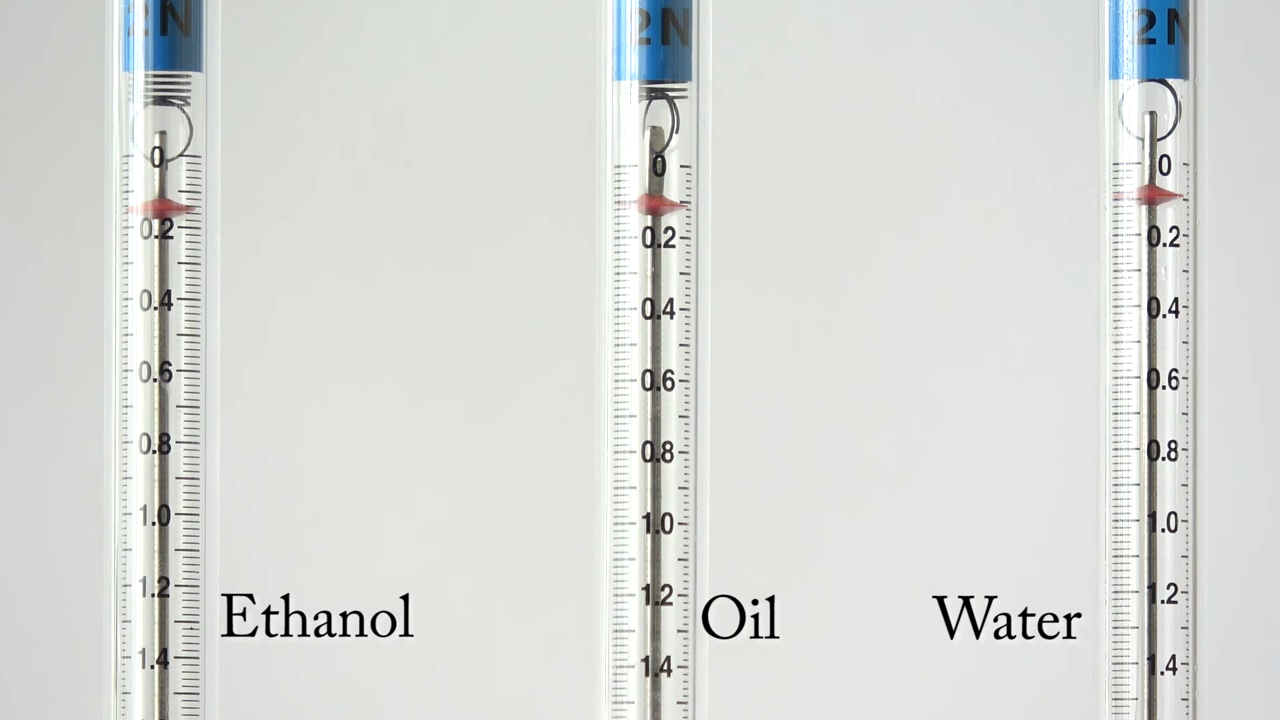 2N 2N 2N
0 0 0
0.2 0.2 0.2
0.4 0.4 0.4
0.6 0.6 0.6
0.8 0.8 0.8
1.0 1.0 1.0
1.2 1.2 1.2
Ethanol Oil Water
1.4 1.4 1.4